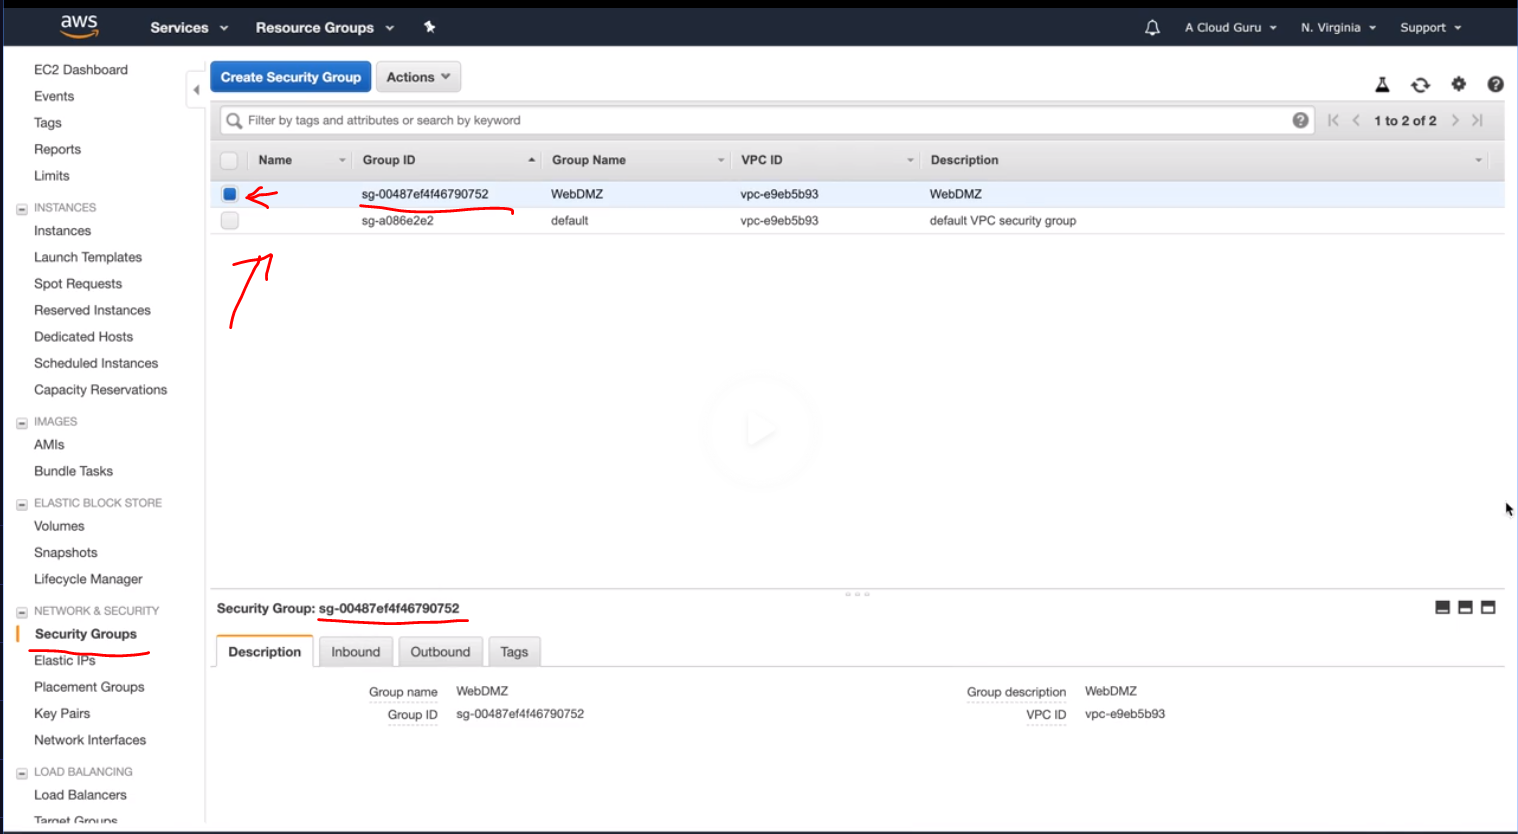 aws Services Resource Groups A Cloud Guru N. Virginia Support
EC2 Dashboard
Events
Tags
Reports
Limits
INSTANCES
Instances
Launch Templates
Spot Requests
Reserved Instances
Dedicated Hosts
Scheduled Instances
Capacity Reservations
IMAGES
AMIs
Bundle Tasks
ELASTIC BLOCK STORE
Volumes
Snapshots
Lifecycle Manager
NETWORK & SECURITY
Security Groups
Elastic IPs
Placement Groups
Key Pairs
Network Interfaces
LOAD BALANCING
Load Balancers
Target Groups
Create Security Group Actions
Filter by tags and attributes or search by keyword 1 to 2 of 2
Name Group ID Group Name VPC ID Description
sg-00487ef4f46790752 WebDMZ vpc-e9eb5b93 WebDMZ
sg-a086e2e2 default vpc-e9eb5b93 default VPC security group
Security Group: sg-00487ef4f46790752
Description Inbound Outbound Tags
Group name WebDMZ Group description WebDMZ
Group ID sg-00487ef4f46790752 VPC ID vpc-e9eb5b93